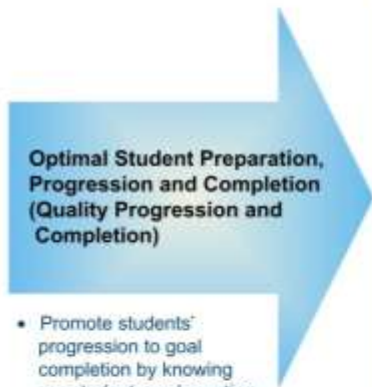 Optimal Student Preparation,
Progression and Completion
(Quality Progression and
Completion)
• Promote students'
progression to goal
completion by knowing